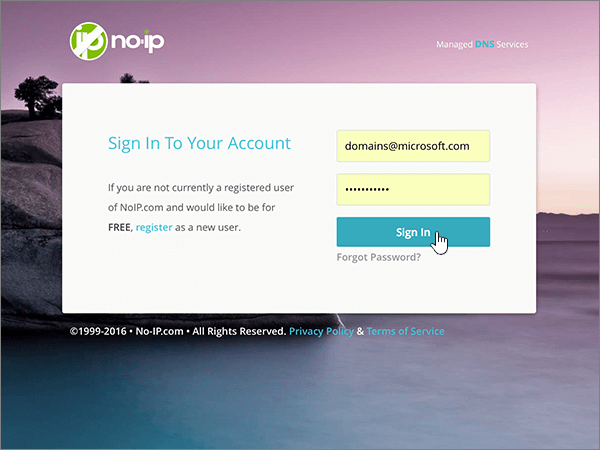 no-ip
Managed DNS Services
Sign In To Your Account
If you are not currently a registered user
of NoIP.com and would like to be for
FREE, register as a new user.
domains@microsoft.com
•••••••••••
Sign In
Forgot Password?
©1999-2016 • No-IP.com • All Rights Reserved. Privacy Policy & Terms of Service